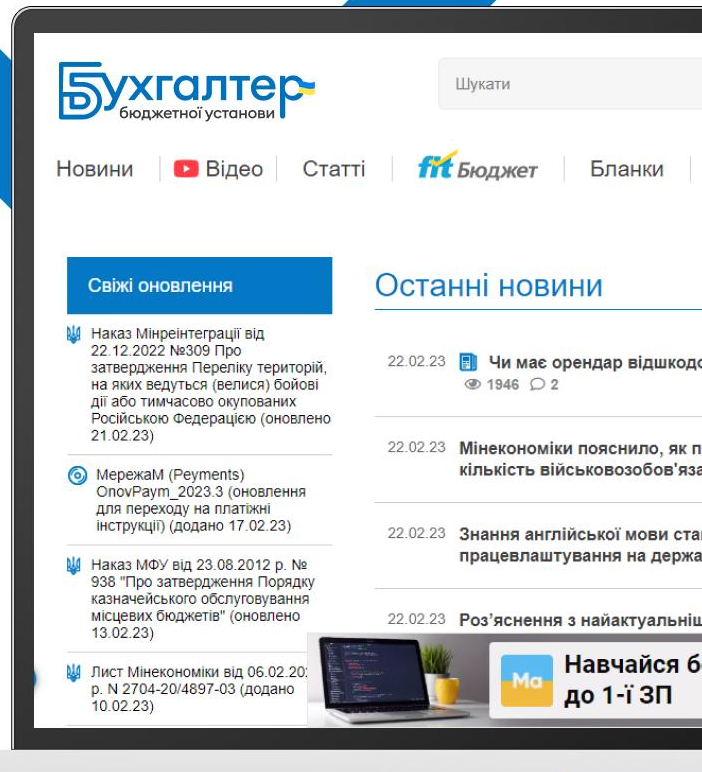 Бухгалтер
бюджетної установи
Шукати
Новини
Відео
Статті
fit Бюджет
Бланки
Свіжі оновлення
Наказ Мінреінтеграції від
22.12.2022 №309 Про
затвердження Переліку територій,
на яких ведуться (велися) бойові
дії або тимчасово окупованих
Російською Федерацією (оновлено
21.02.23)
МережаМ (Peyments)
OnovPaym_2023.3 (оновлення
для переходу на платіжні
інструкції) (додано 17.02.23)
Наказ МФУ від 23.08.2012 р. №
938 "Про затвердження Порядку
казначейського обслуговування
місцевих бюджетів" (оновлено
13.02.23)
Лист Мінекономіки від 06.02.20
р. N 2704-20/4897-03 (додано
10.02.23)
Останні новини
22.02.23 Чи має орендар відшкодо
1946 2
22.02.23 Мінекономіки пояснило, як п
кількість військовозобов'яза
22.02.23 Знання англійської мови ста
працевлаштування на держа
22.02.23 Роз’яснення з найактуальніш
Ma
Навчайся б
до 1-ї ЗП